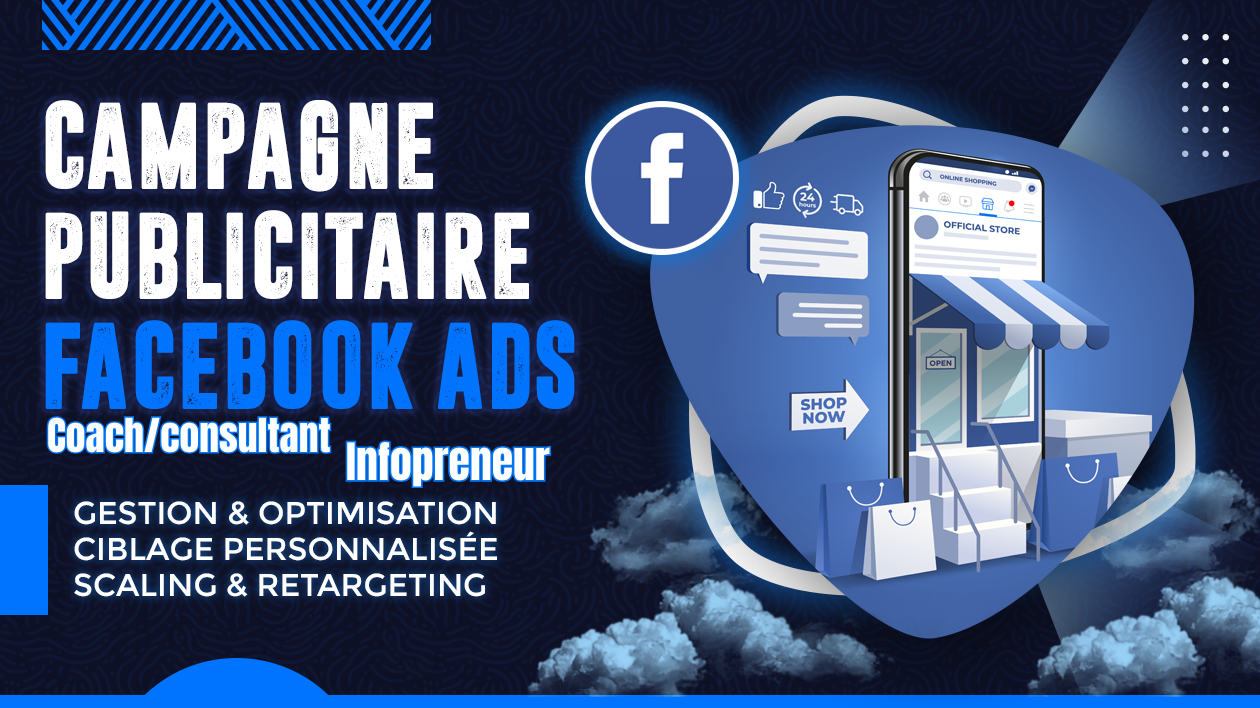 CAMPAGNE
PUBLICITAIRE
FACEBOOK ADS
Coach/consultant
Infopreneur
GESTION & OPTIMISATION
CIBLAGE PERSONNALISÉE
SCALING & RETARGETING
f
24
hours
ONLINE SHOPPING
OFFICIAL STORE
OPEN
SHOP
NOW